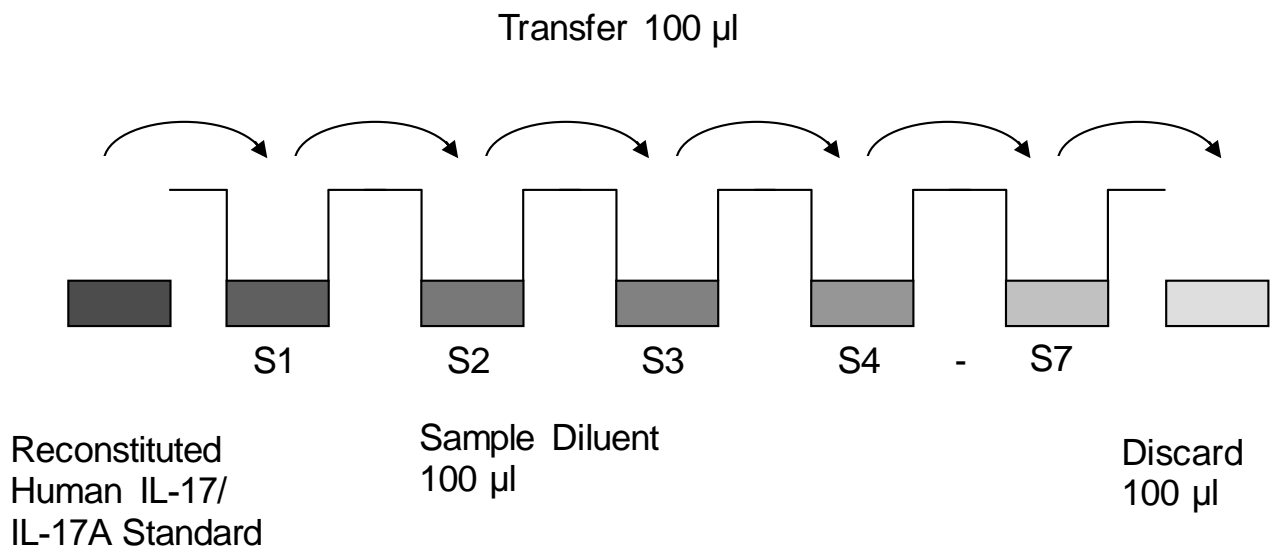 Transfer 100 µl
S1 S2 S3 S4 - S7
Reconstituted
Human IL-17/
IL-17A Standard
Sample Diluent
100 µl
Discard
100 µl